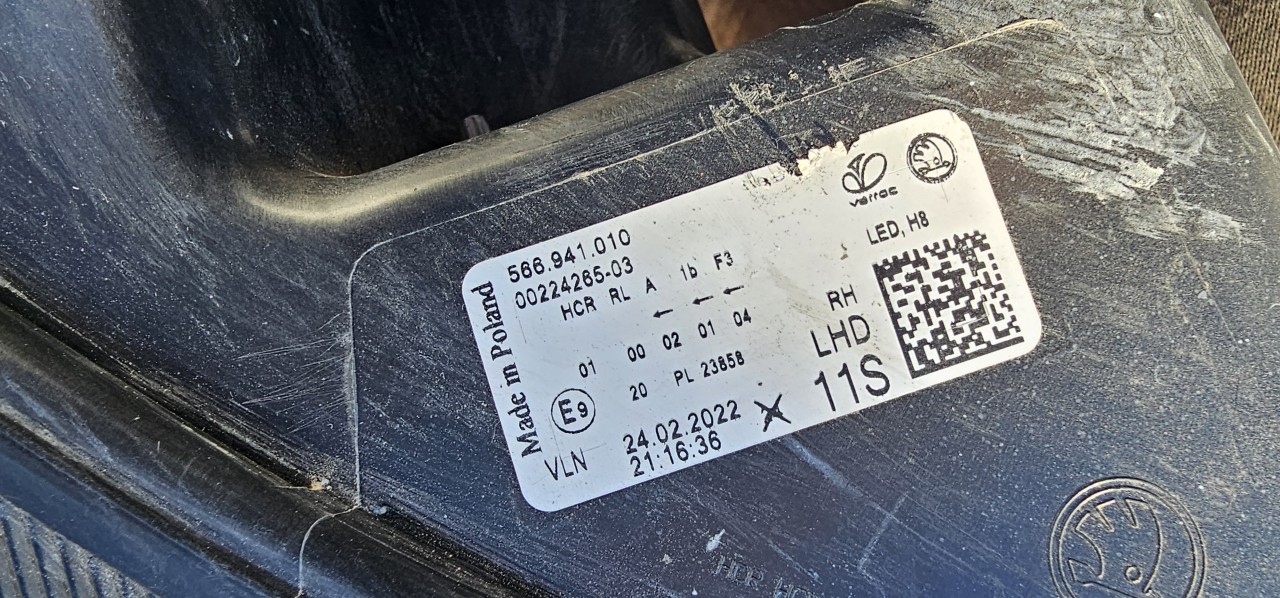 566.941.010
00224265-03
HCR RL A 1b F3
← ← ←
01 00 02 01 04
20 PL 23858
E9
24.02.2022
21:16:36
VLN
Made in Poland
varroc
LED, H8
RH
LHD
11S
HCR